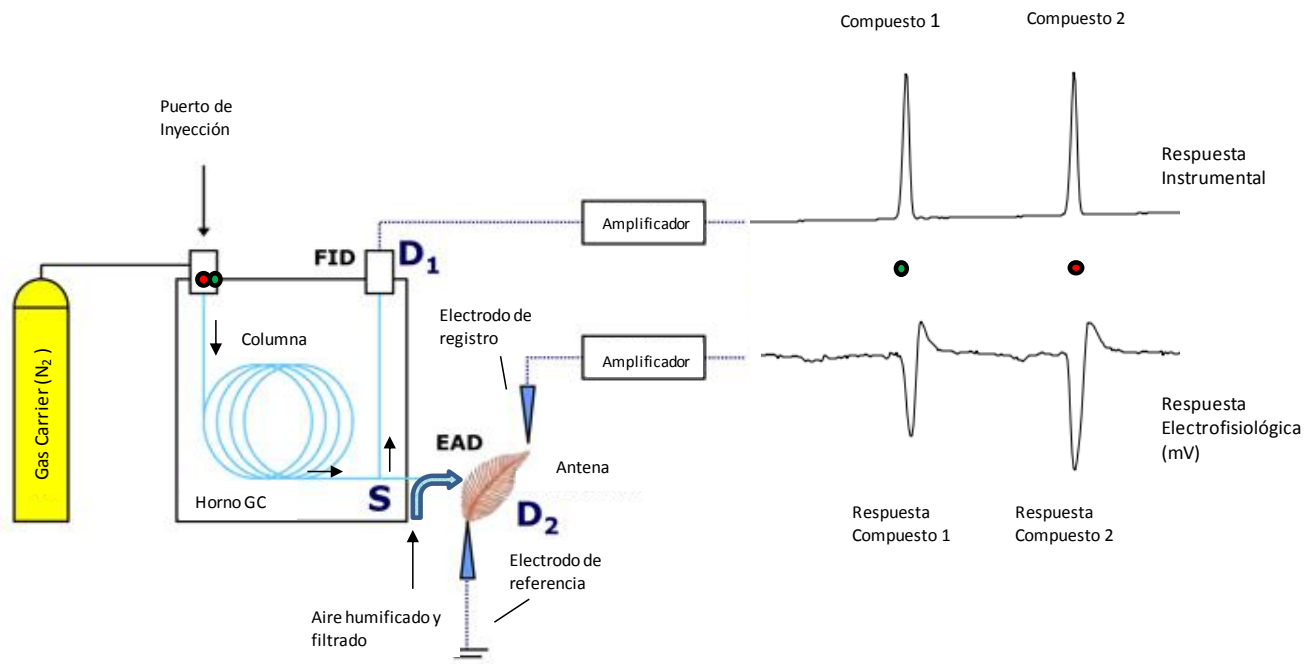 Compuesto 1
Compuesto 2
Puerto de
Inyección
Respuesta
Instrumental
Amplificador
FID
D1
Electrodo de
registro
Columna
Amplificador
Gas Carrier (N2 )
Respuesta
Electrofisiológica
(mV)
EAD
Antena
Horno GC
S
D2
Respuesta
Compuesto 1
Respuesta
Compuesto 2
Electrodo de
referencia
Aire humificado y
filtrado